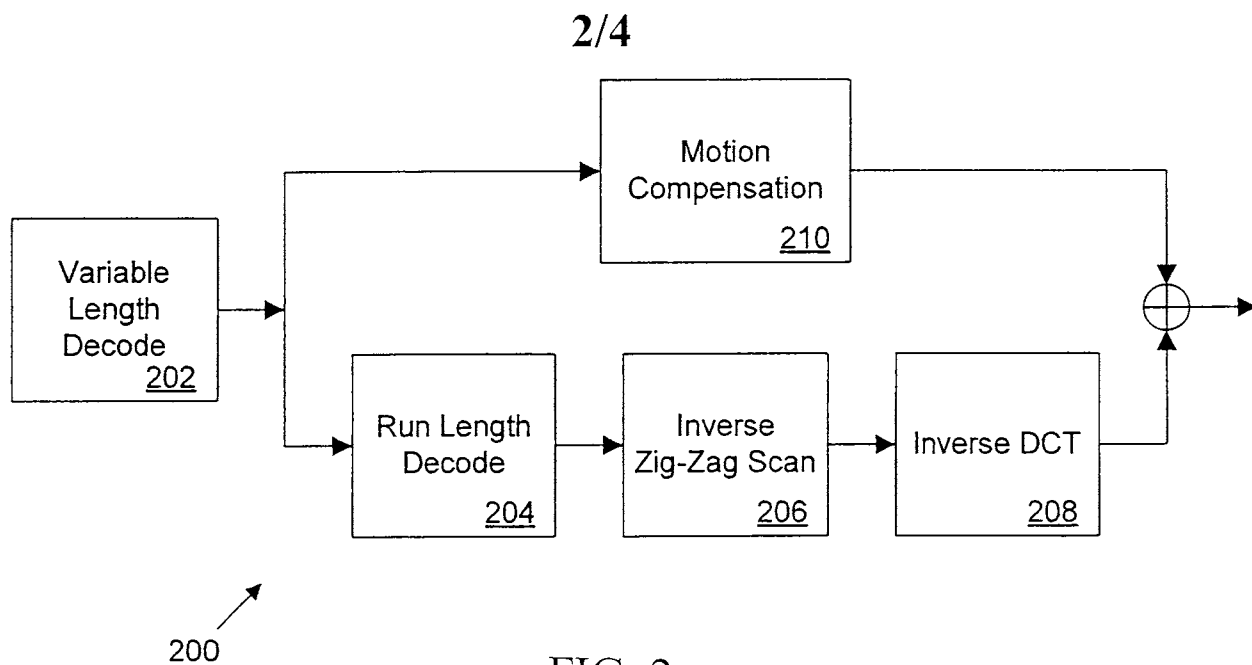 2/4
Motion
Compensation
210
Variable
Length
Decode
202
Run Length
Decode
204
Inverse
Zig-Zag Scan
206
Inverse DCT
208
200
FIG. 2